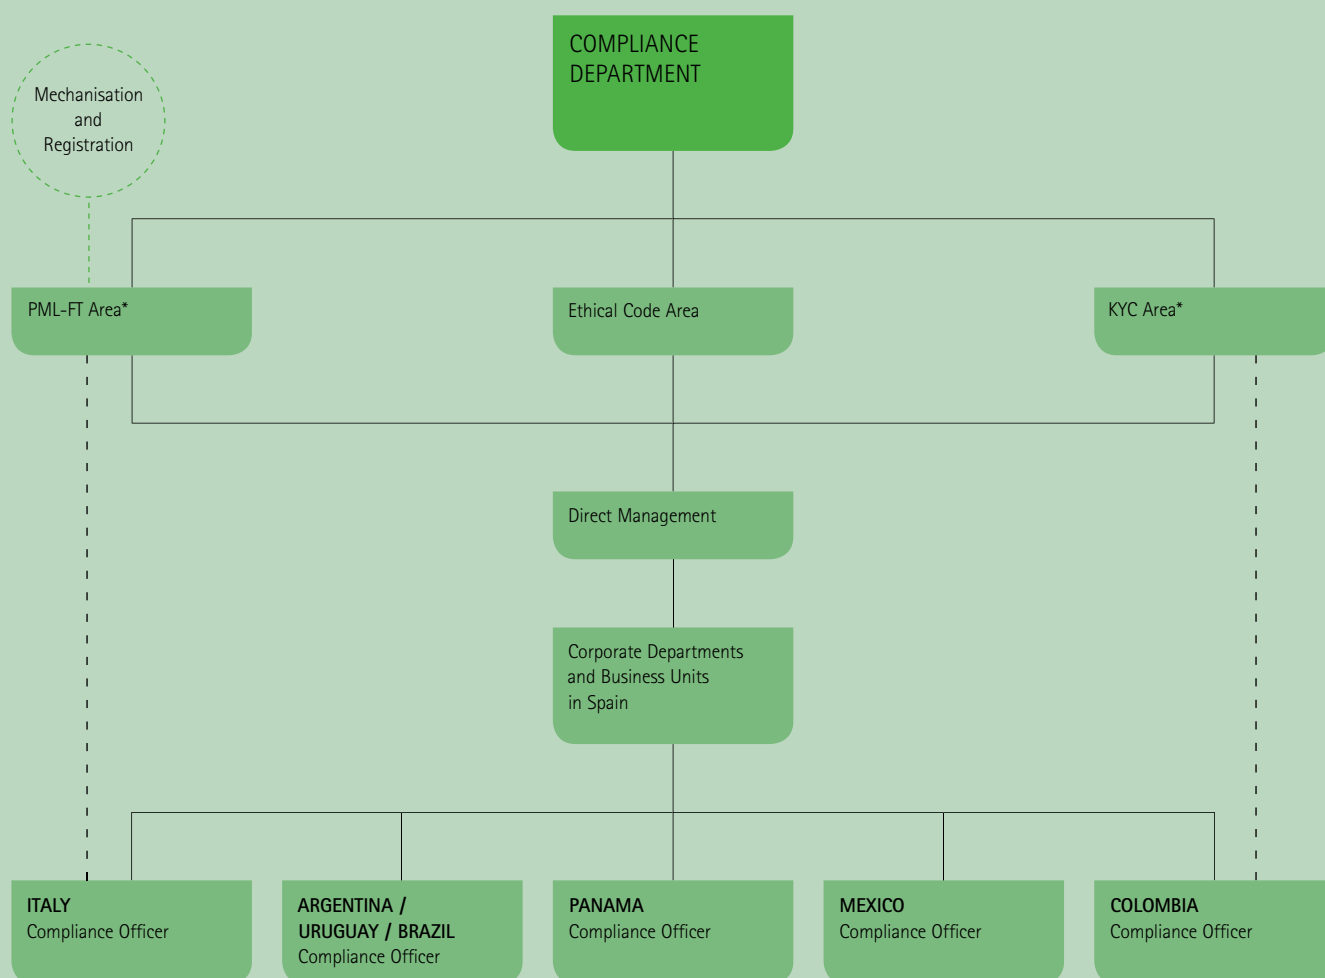 COMPLIANCE
DEPARTMENT
Mechanisation
and
Registration
PML-FT Area*
Ethical Code Area
KYC Area*
Direct Management
Corporate Departments
and Business Units
in Spain
ITALY
Compliance Officer
ARGENTINA /
URUGUAY / BRAZIL
Compliance Officer
PANAMA
Compliance Officer
MEXICO
Compliance Officer
COLOMBIA
Compliance Officer